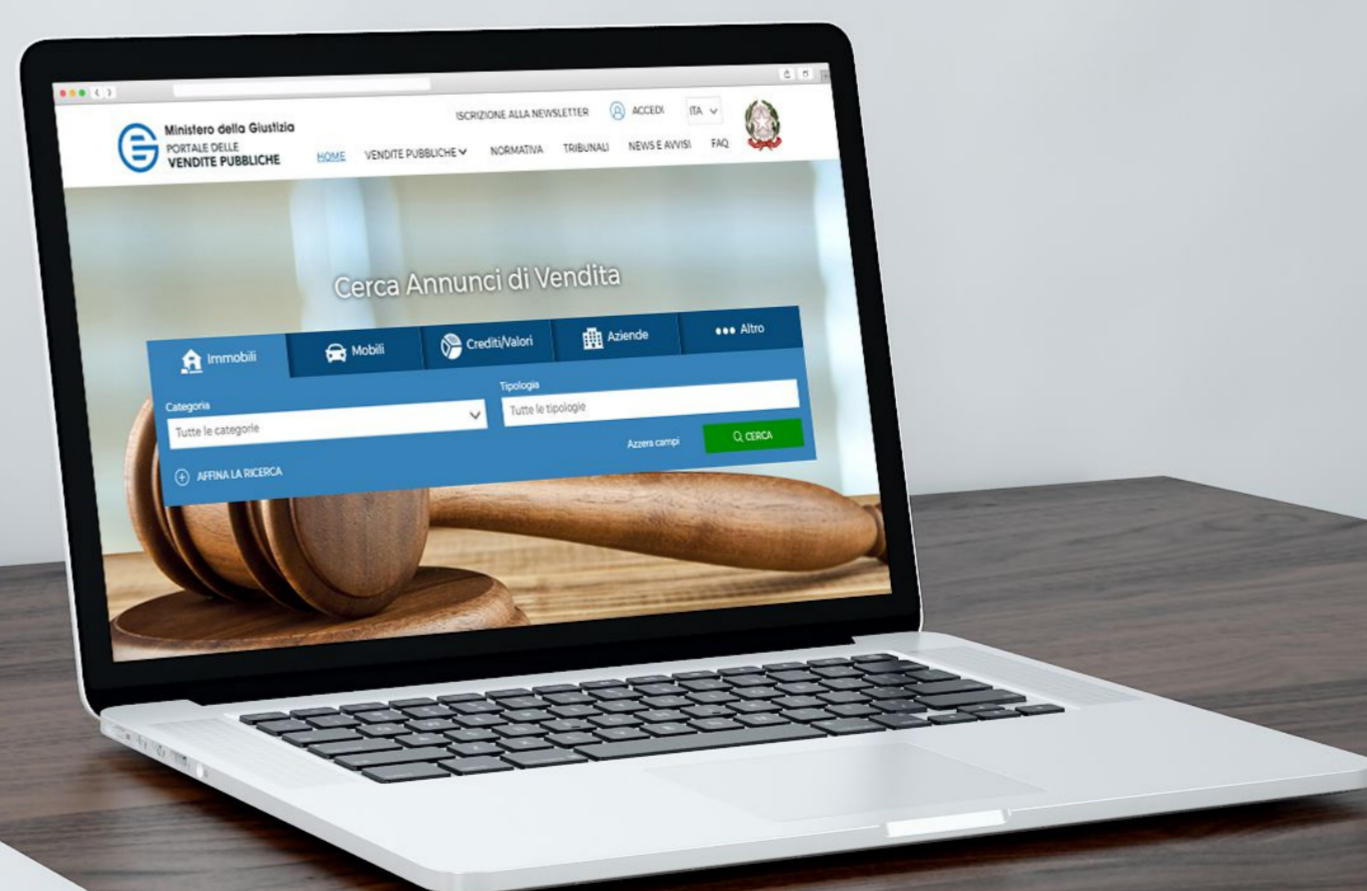 ISCRIZIONE ALLA NEWSLETTER ACCEDI ITA
Ministero della Giustizia
PORTALE DELLE
VENDITE PUBBLICHE
HOME VENDITE PUBBLICHE NORMATIVA TRIBUNALI NEWS E AVVISI FAQ
Cerca Annunci di Vendita
Immobili Mobili Crediti/Valori Aziende Altro
Categoria Tipologia
Tutte le categorie Tutte le tipologie
AFFINA LA RICERCA Azzera campi CERCA